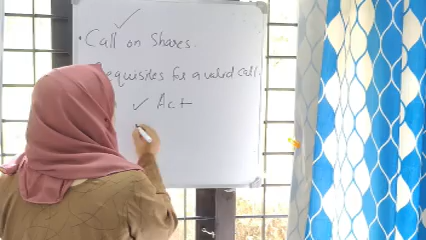 Call on Shares.
Requisites for a valid call.
✓ Act